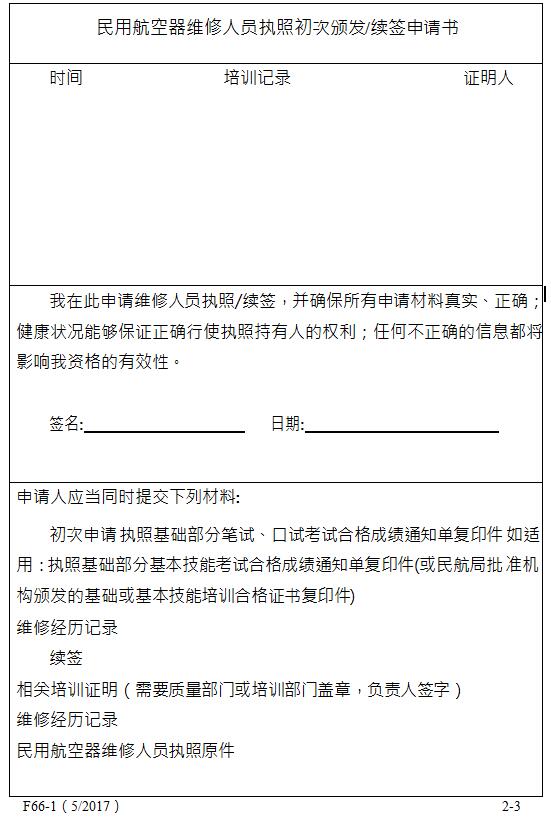 民用航空器维修人员执照初次颁发/续签申请书
时间 培训记录 证明人
我在此申请维修人员执照/续签，并确保所有申请材料真实、正确；
健康状况能够保证正确行使执照持有人的权利；任何不正确的信息都将
影响我资格的有效性。
签名: 日期:
申请人应当同时提交下列材料:
初次申请 执照基础部分笔试、口试考试合格成绩通知单复印件 如适
用：执照基础部分基本技能考试合格成绩通知单复印件(或民航局批 准机
构颁发的基础或基本技能培训合格证书复印件)
维修经历记录
续签
相关培训证明（需要质量部门或培训部门盖章，负责人签字）
维修经历记录
民用航空器维修人员执照原件
F66-1（5/2017） 2-3